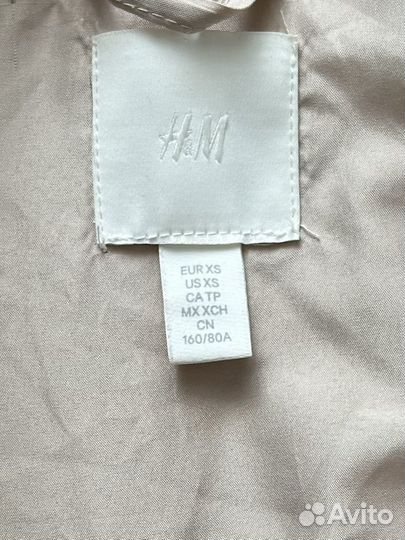 H&M
EUR XS
US XS
CA TP
MX XCH
CN
160/80A
Avito